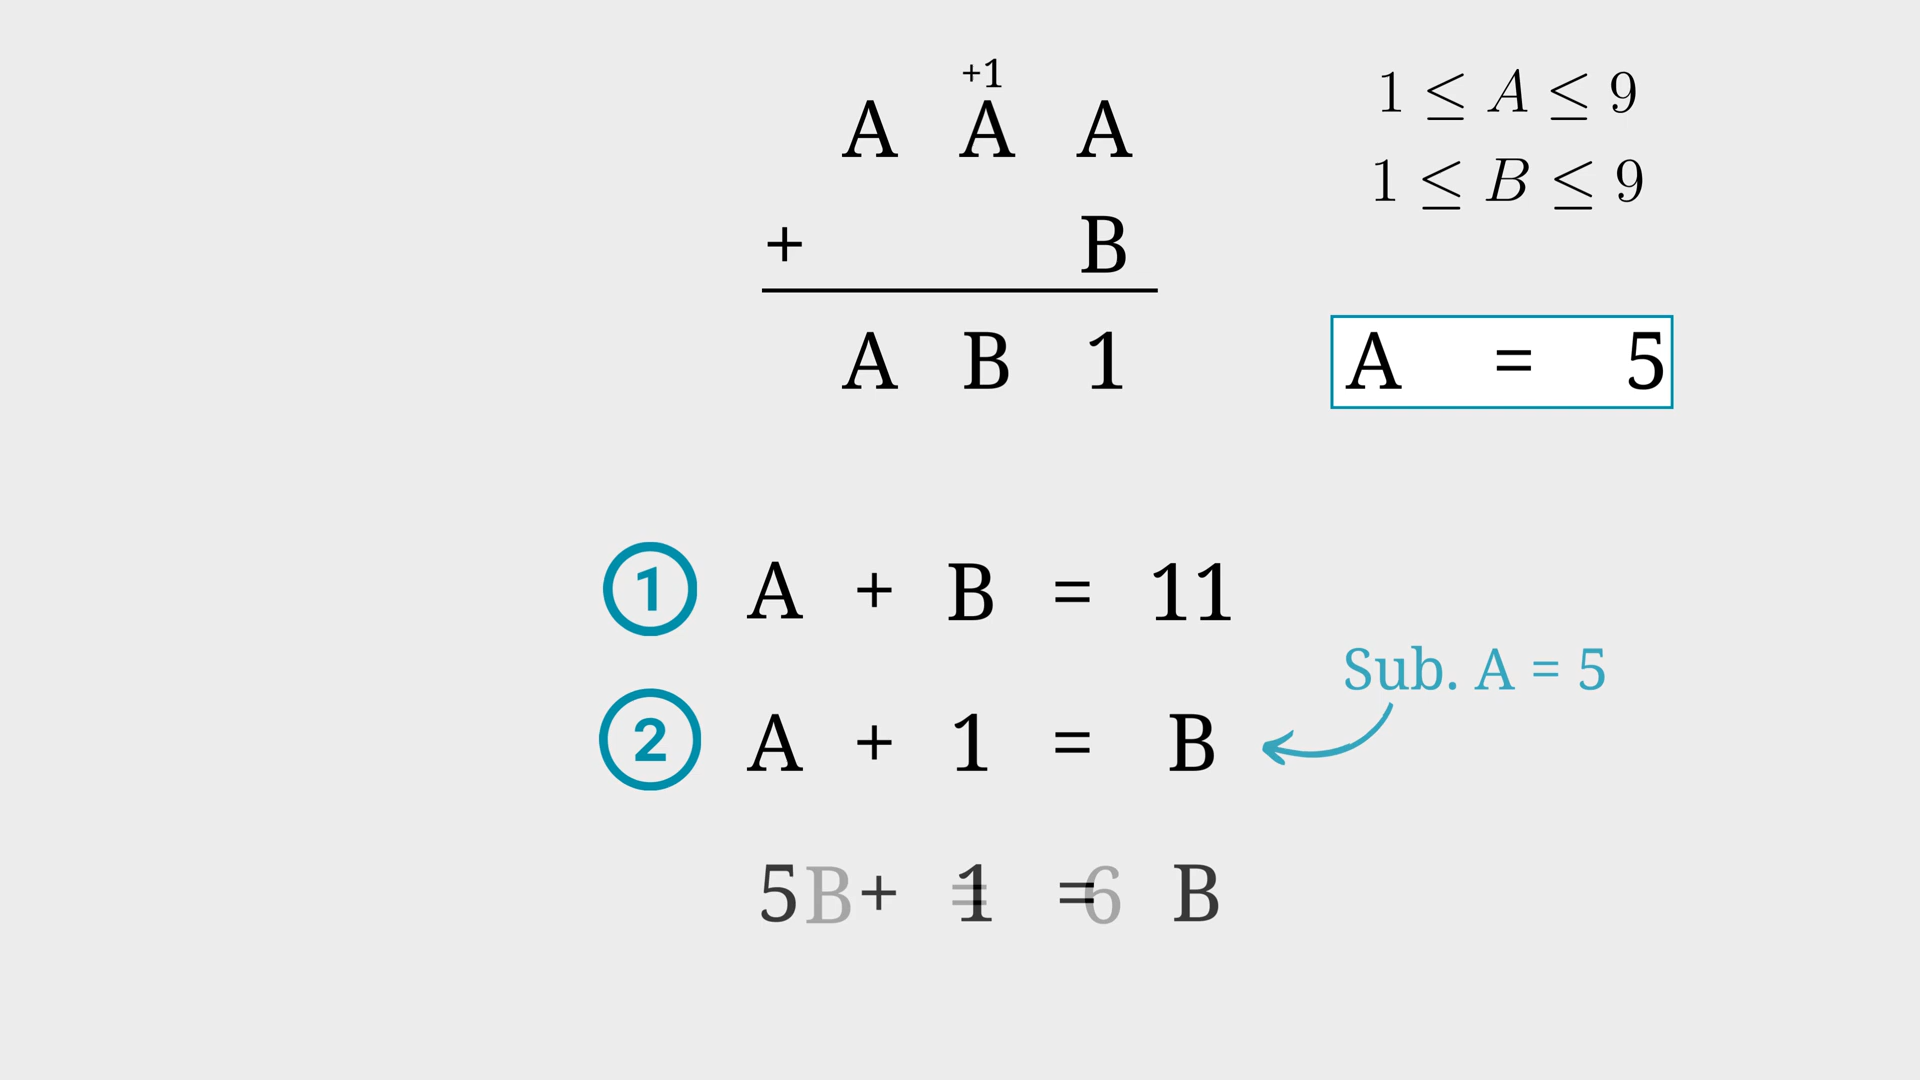 +1
A A A
+ B
A B 1
1 ≤ A ≤ 9
1 ≤ B ≤ 9
A = 5
1 A + B = 11
Sub. A = 5
2 A + 1 = B
5 + 1 = B
B = 6